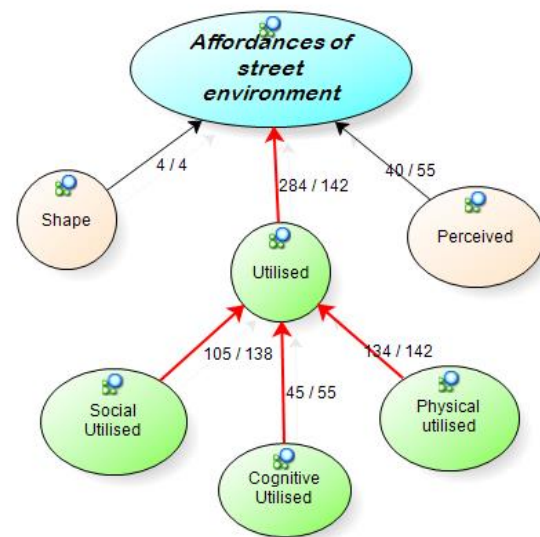 Affordances of
street
environment
4 / 4
40 / 55
284 / 142
Shape
Perceived
Utilised
105 / 138
134 / 142
45 / 55
Social
Utilised
Physical
utilised
Cognitive
Utilised